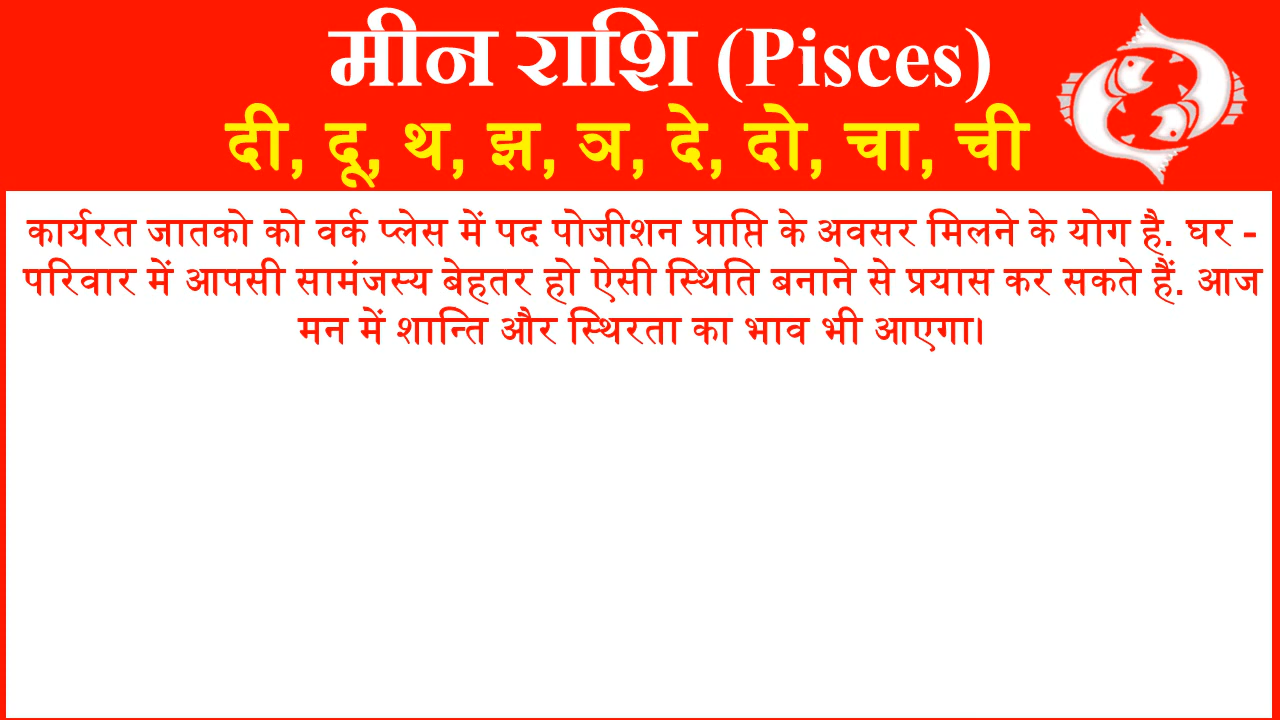 मीन राशि (Pisces)
दी, दू, थ, झ, ञ, दे, दो, चा, ची
कार्यरत जातको को वर्क प्लेस में पद पोजीशन प्राप्ति के अवसर मिलने के योग है. घर -
परिवार में आपसी सामंजस्य बेहतर हो ऐसी स्थिति बनाने से प्रयास कर सकते हैं. आज
मन में शान्ति और स्थिरता का भाव भी आएगा।